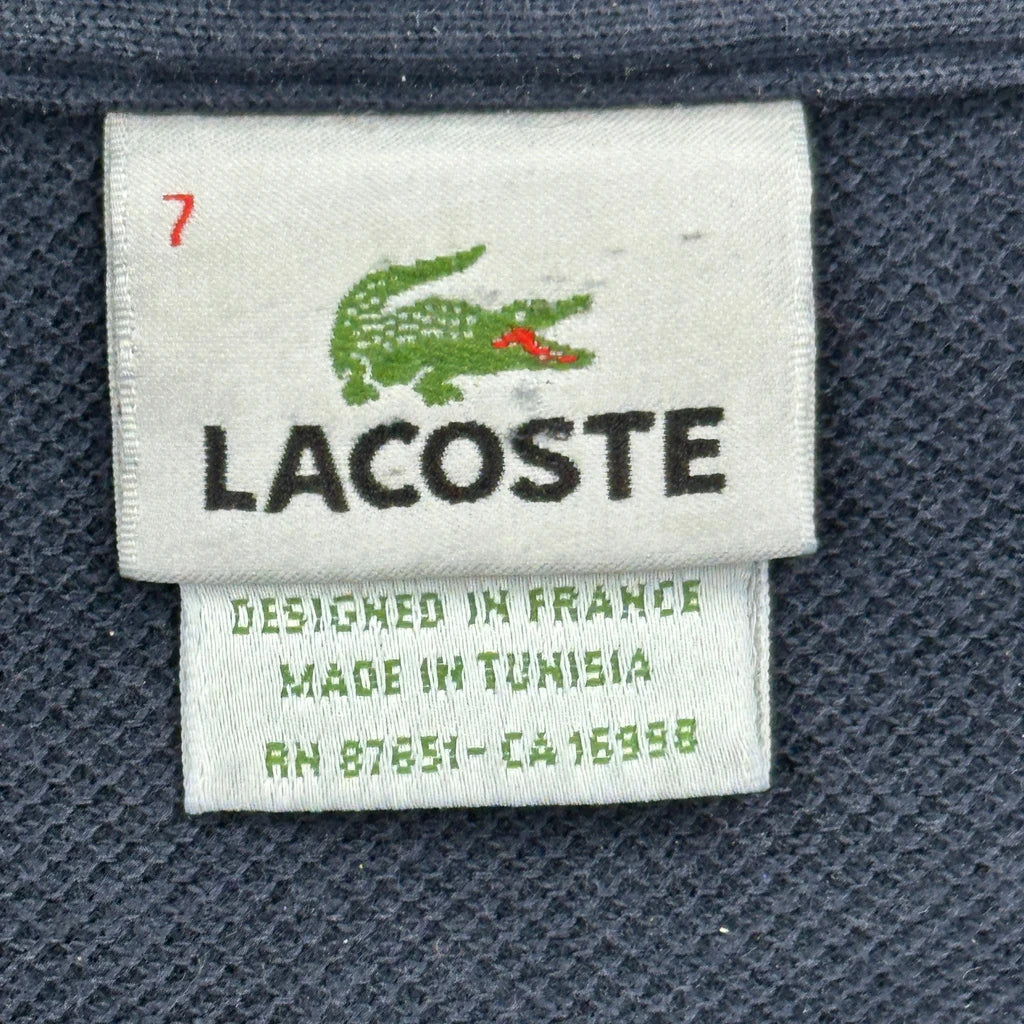 7
LACOSTE
DESIGNED IN FRANCE
MADE IN TUNISIA
RN 87651-CA 15998